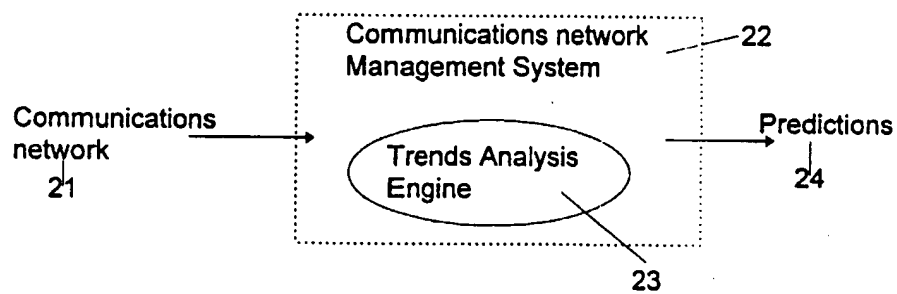 Communications network
Management System
22
Communications
network
21
Trends Analysis
Engine
23
Predictions
24